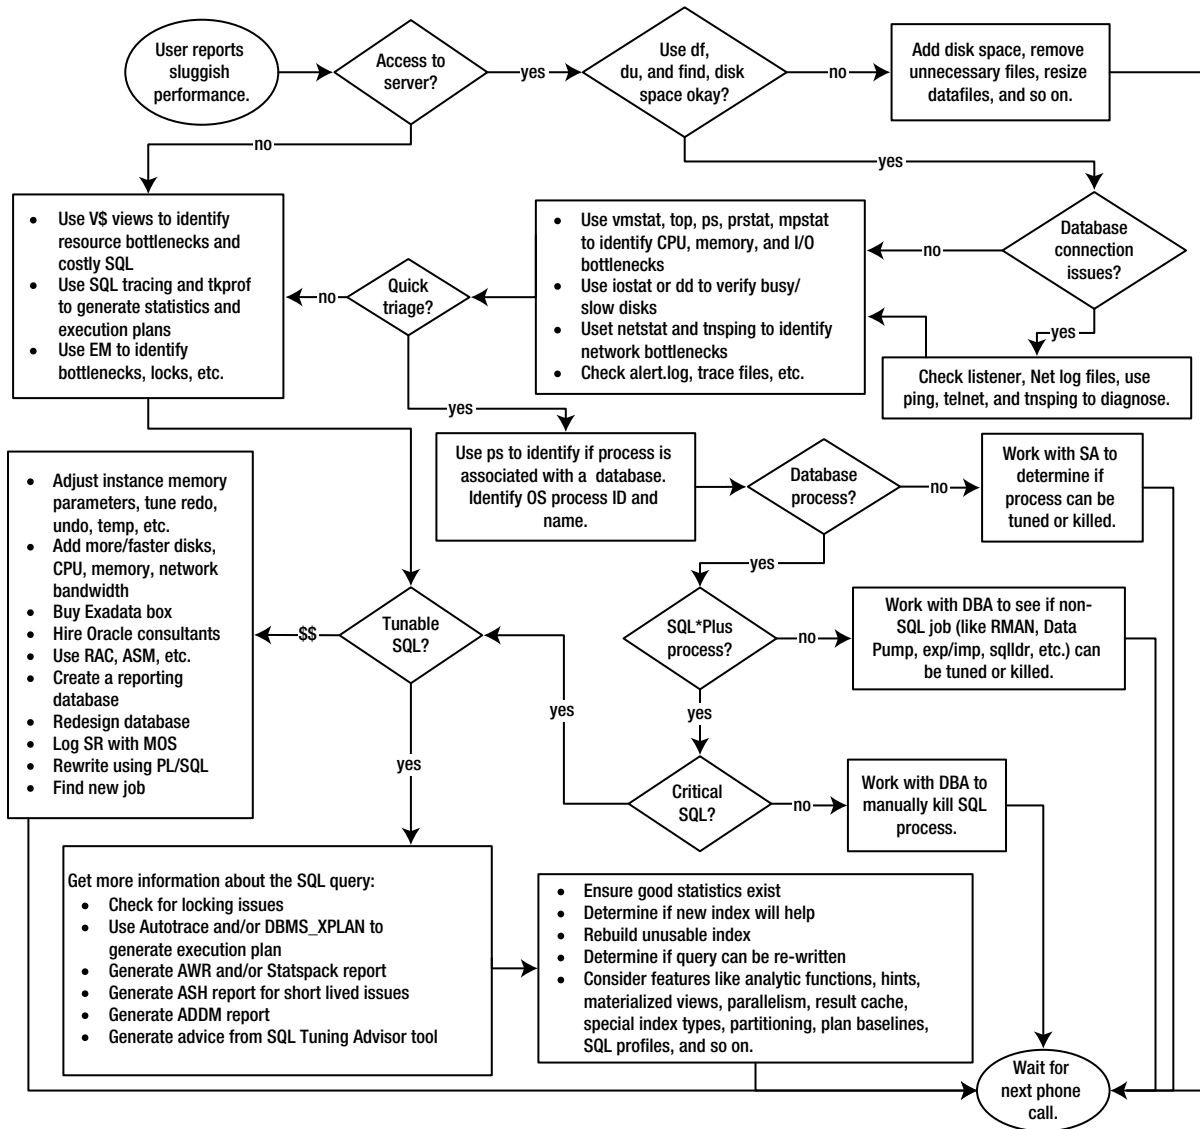 User reports
sluggish
performance.
Access to
server?
yes
Use df,
du, and find, disk
space okay?
no
Add disk space, remove
unnecessary files, resize
datafiles, and so on.
no
yes
• Use V$ views to identify
resource bottlenecks and
costly SQL
• Use SQL tracing and tkprof
to generate statistics and
execution plans
• Use EM to identify
bottlenecks, locks, etc.
no
Quick
triage?
• Use vmstat, top, ps, prstat, mpstat
to identify CPU, memory, and I/O
bottlenecks
• Use iostat or dd to verify busy/
slow disks
• Uset netstat and tnsping to identify
network bottlenecks
• Check alert.log, trace files, etc.
no
Database
connection
issues?
yes
Check listener, Net log files, use
ping, telnet, and tnsping to diagnose.
yes
Use ps to identify if process is
associated with a database.
Identify OS process ID and
name.
Database
process?
no
Work with SA to
determine if
process can be
tuned or killed.
yes
• Adjust instance memory
parameters, tune redo,
undo, temp, etc.
• Add more/faster disks,
CPU, memory, network
bandwidth
• Buy Exadata box
• Hire Oracle consultants
• Use RAC, ASM, etc.
• Create a reporting
database
• Redesign database
• Log SR with MOS
• Rewrite using PL/SQL
• Find new job
$$
Tunable
SQL?
SQL*Plus
process?
no
Work with DBA to see if non-
SQL job (like RMAN, Data
Pump, exp/imp, sqlldr, etc.) can
be tuned or killed.
yes
yes
yes
Critical
SQL?
no
Work with DBA to
manually kill SQL
process.
Get more information about the SQL query:
• Check for locking issues
• Use Autotrace and/or DBMS_XPLAN to
generate execution plan
• Generate AWR and/or Statspack report
• Generate ASH report for short lived issues
• Generate ADDM report
• Generate advice from SQL Tuning Advisor tool
• Ensure good statistics exist
• Determine if new index will help
• Rebuild unusable index
• Determine if query can be re-written
• Consider features like analytic functions, hints,
materialized views, parallelism, result cache,
special index types, partitioning, plan baselines,
SQL profiles, and so on.
Wait for
next phone
call.